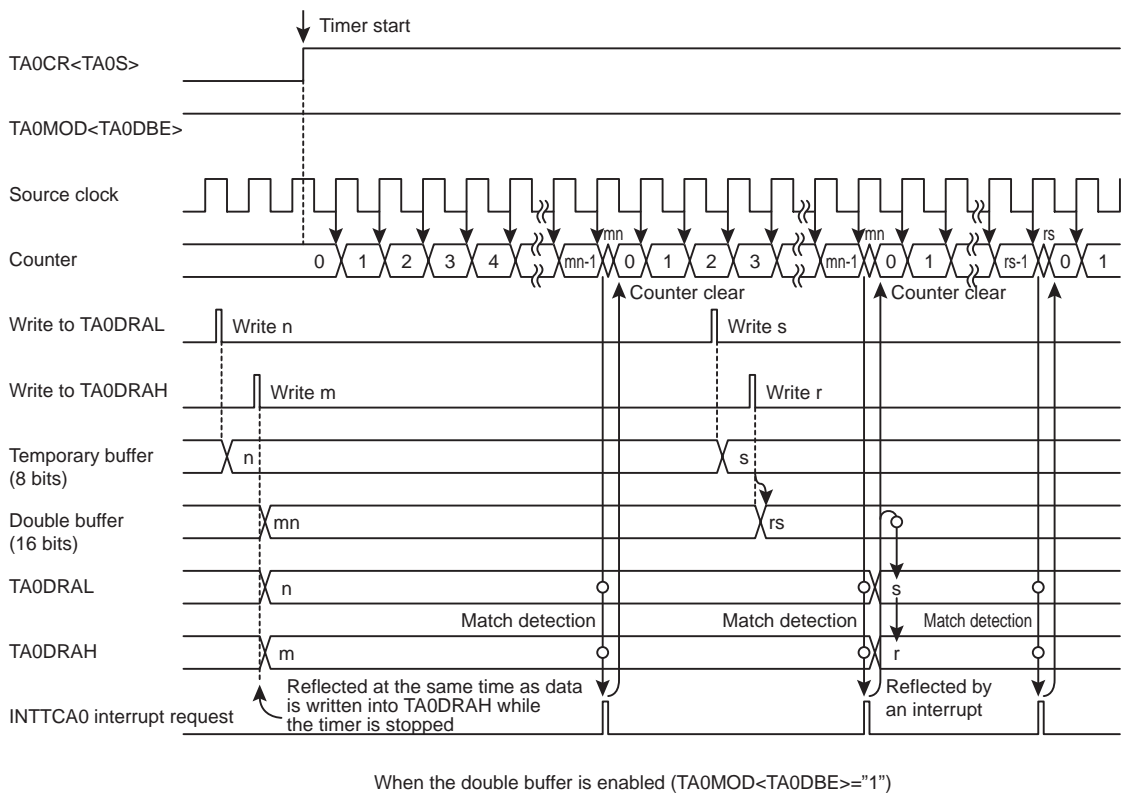 Timer start
TA0CR<TA0S>
TA0MOD<TA0DBE>
Source clock
Counter
0 1 2 3 4 mn-1 mn 0 1 2 3 mn-1 mn 0 1 rs-1 rs 0 1
Counter clear
Counter clear
Write to TA0DRAL
Write n
Write s
Write to TA0DRAH
Write m
Write r
Temporary buffer
(8 bits)
n
s
Double buffer
(16 bits)
mn
rs
TA0DRAL
n
s
Match detection
Match detection
Match detection
TA0DRAH
m
r
INTTCA0 interrupt request
Reflected at the same time as data
is written into TA0DRAH while
the timer is stopped
Reflected by
an interrupt
When the double buffer is enabled (TA0MOD<TA0DBE>=”1”)